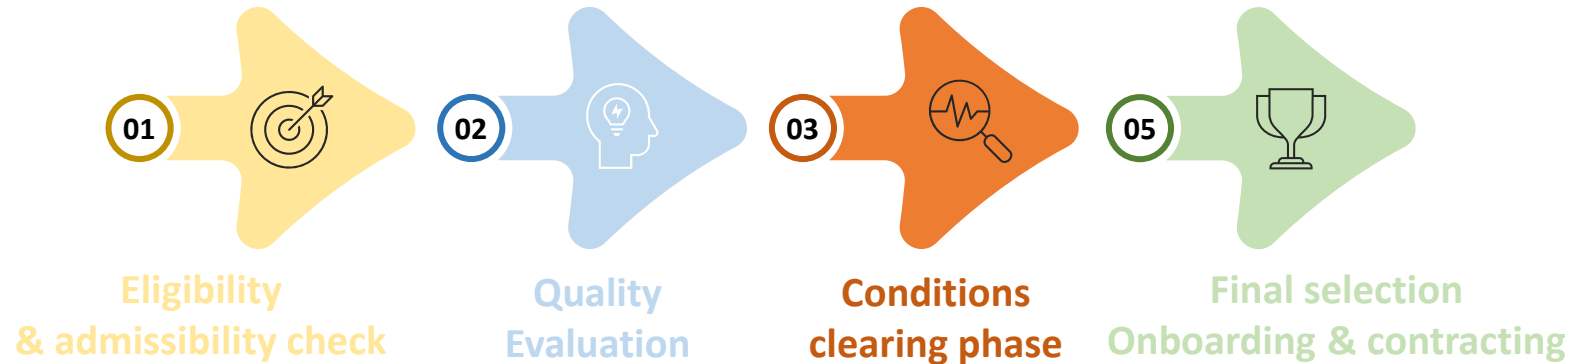 01
Eligibility
& admissibility check
02
Quality
Evaluation
03
Conditions
clearing phase
05
Final selection
Onboarding & contracting